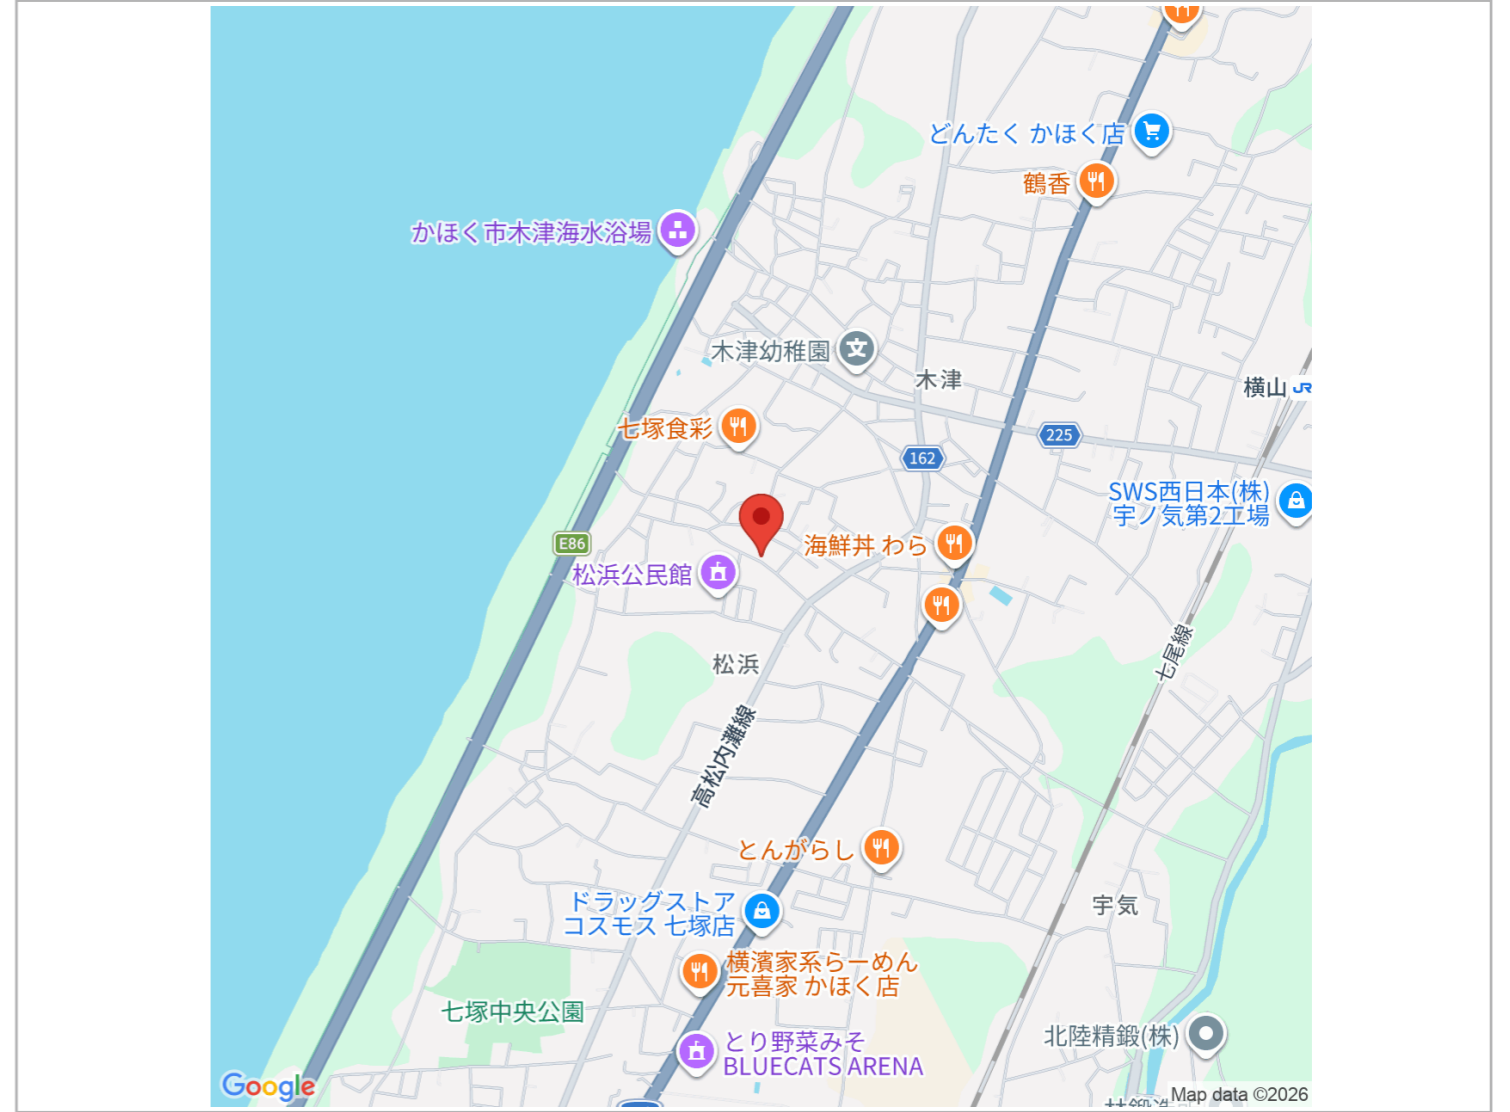 どんたく かほく店
鶴香
かほく市木津海水浴場
木津幼稚園
木津
横山
JR
七塚食彩
225
162
SWS西日本(株)
宇ノ気第2工場
E86
海鮮丼 わら
松浜公民館
七尾線
松浜
高松内灘線
とんがらし
ドラッグストア
コスモス 七塚店
宇気
横濱家系らーめん
元喜家 かほく店
七塚中央公園
北陸精鍛(株)
とり野菜みそ
BLUECATS ARENA
Google
Map data ©2026